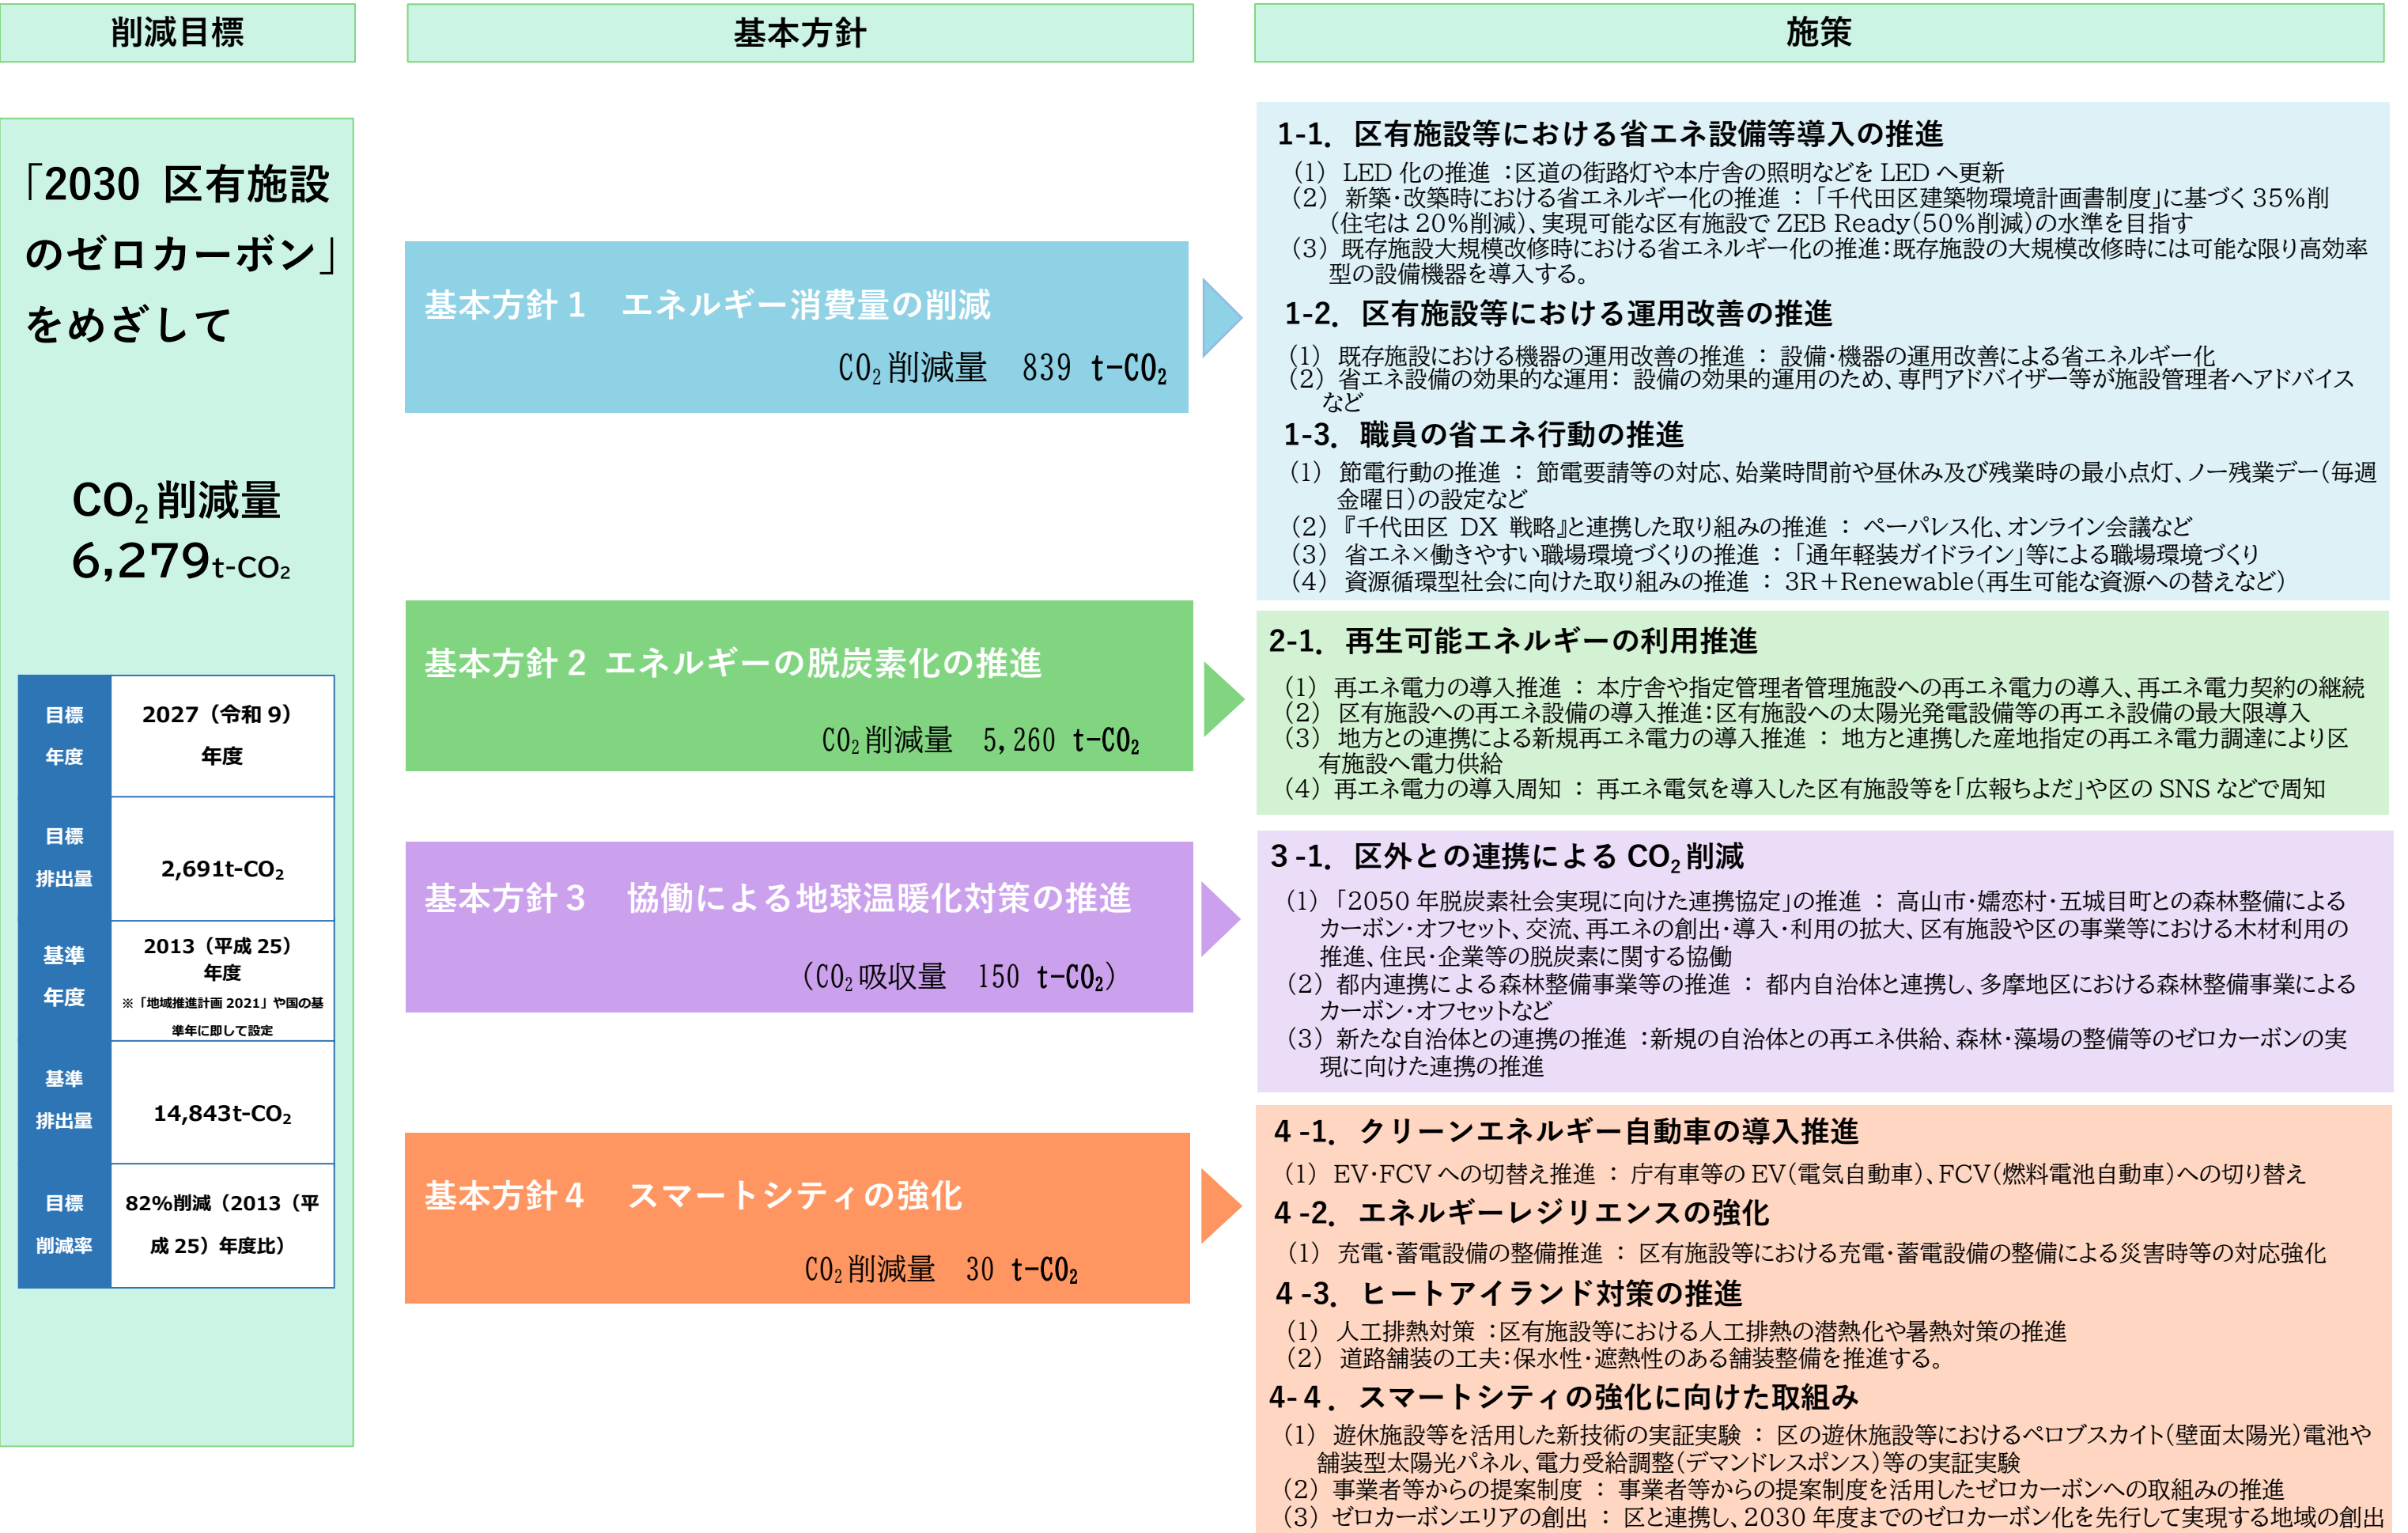 削減目標
基本方針
施策
「2030 区有施設
のゼロカーボン」
をめざして
CO₂削減量
6,279t-CO₂
目標
年度
2027（令和9）
年度
目標
排出量
2,691t-CO₂
基準
年度
2013（平成25）
年度
※「地域推進計画2021」や国の基
準年に即して設定
基準
排出量
14,843t-CO₂
目標
削減率
82%削減（2013（平
成25）年度比）
基本方針1　エネルギー消費量の削減
CO₂削減量　839 t-CO₂
基本方針2 エネルギーの脱炭素化の推進
CO₂削減量　5,260 t-CO₂
基本方針3　協働による地球温暖化対策の推進
（CO₂吸収量　150 t-CO₂）
基本方針4　スマートシティの強化
CO₂削減量　30 t-CO₂
1-1. 区有施設等における省エネ設備等導入の推進
（1） LED 化の推進 ：区道の街路灯や本庁舎の照明などを LED へ更新
（2） 新築・改築時における省エネルギー化の推進 ：「千代田区建築物環境計画書制度」に基づく 35%削
（住宅は 20%削減）、実現可能な区有施設で ZEB Ready（50%削減）の水準を目指す
（3） 既存施設大規模改修時における省エネルギー化の推進：既存施設の大規模改修時には可能な限り高効率
型の設備機器を導入する。
1-2. 区有施設等における運用改善の推進
（1） 既存施設における機器の運用改善の推進 ： 設備・機器の運用改善による省エネルギー化
（2） 省エネ設備の効果的な運用： 設備の効果的運用のため、専門アドバイザー等が施設管理者へアドバイス
など
1-3. 職員の省エネ行動の推進
（1） 節電行動の推進 ： 節電要請等の対応、始業時間前や昼休み及び残業時の最小点灯、ノー残業デー（毎週
金曜日）の設定など
（2） 『千代田区 DX 戦略』と連携した取り組みの推進 ： ペーパレス化、オンライン会議など
（3） 省エネ×働きやすい職場環境づくりの推進 ：「通年軽装ガイドライン」等による職場環境づくり
（4） 資源循環型社会に向けた取り組みの推進 ： 3R＋Renewable（再生可能な資源への替えなど）
2-1. 再生可能エネルギーの利用推進
（1） 再エネ電力の導入推進 ： 本庁舎や指定管理者管理施設への再エネ電力の導入、再エネ電力契約の継続
（2） 区有施設への再エネ設備の導入推進：区有施設への太陽光発電設備等の再エネ設備の最大限導入
（3） 地方との連携による新規再エネ電力の導入推進 ： 地方と連携した産地指定の再エネ電力調達により区
有施設へ電力供給
（4） 再エネ電力の導入周知 ： 再エネ電気を導入した区有施設等を「広報ちよだ」や区の SNS などで周知
3-1. 区外との連携による CO₂削減
（1） 「2050 年脱炭素社会実現に向けた連携協定」の推進 ： 高山市・嬬恋村・五城目町との森林整備による
カーボン・オフセット、交流、再エネの創出・導入・利用の拡大、区有施設や区の事業等における木材利用の
推進、住民・企業等の脱炭素に関する協働
（2） 都内連携による森林整備事業等の推進 ： 都内自治体と連携し、多摩地区における森林整備事業による
カーボン・オフセットなど
（3） 新たな自治体との連携の推進 ：新規の自治体との再エネ供給、森林・藻場の整備等のゼロカーボンの実
現に向けた連携の推進
4-1. クリーンエネルギー自動車の導入推進
（1） EV・FCV への切替え推進 ： 庁有車等の EV（電気自動車）、FCV（燃料電池自動車）への切り替え
4-2. エネルギーレジリエンスの強化
（1） 充電・蓄電設備の整備推進 ： 区有施設等における充電・蓄電設備の整備による災害時等の対応強化
4-3. ヒートアイランド対策の推進
（1） 人工排熱対策 ：区有施設等における人工排熱の潜熱化や暑熱対策の推進
（2） 道路舗装の工夫：保水性・遮熱性のある舗装整備を推進する。
4-4. スマートシティの強化に向けた取組み
（1） 遊休施設等を活用した新技術の実証実験 ： 区の遊休施設等におけるペロブスカイト（壁面太陽光）電池や
舗装型太陽光パネル、電力受給調整（デマンドレスポンス）等の実証実験
（2） 事業者等からの提案制度 ： 事業者等からの提案制度を活用したゼロカーボンへの取組みの推進
（3） ゼロカーボンエリアの創出 ： 区と連携し、2030 年度までのゼロカーボン化を先行して実現する地域の創出